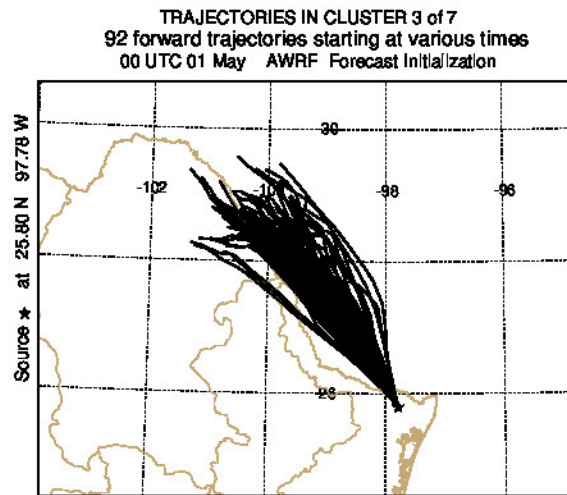 TRAJECTORIES IN CLUSTER 3 of 7
92 forward trajectories starting at various times
00 UTC 01 May AWRF Forecast Initialization
Source ★ at 25.80 N 97.78 W
30
-102
-98
-96